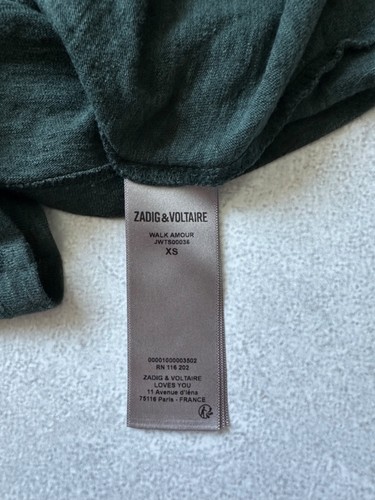 ZADIG & VOLTAIRE
WALK AMOUR
JWTS00036
XS
00001000003502
RN 116 202
ZADIG & VOLTAIRE
LOVES YOU
11 Avenue d'Iéna
75116 Paris - FRANCE